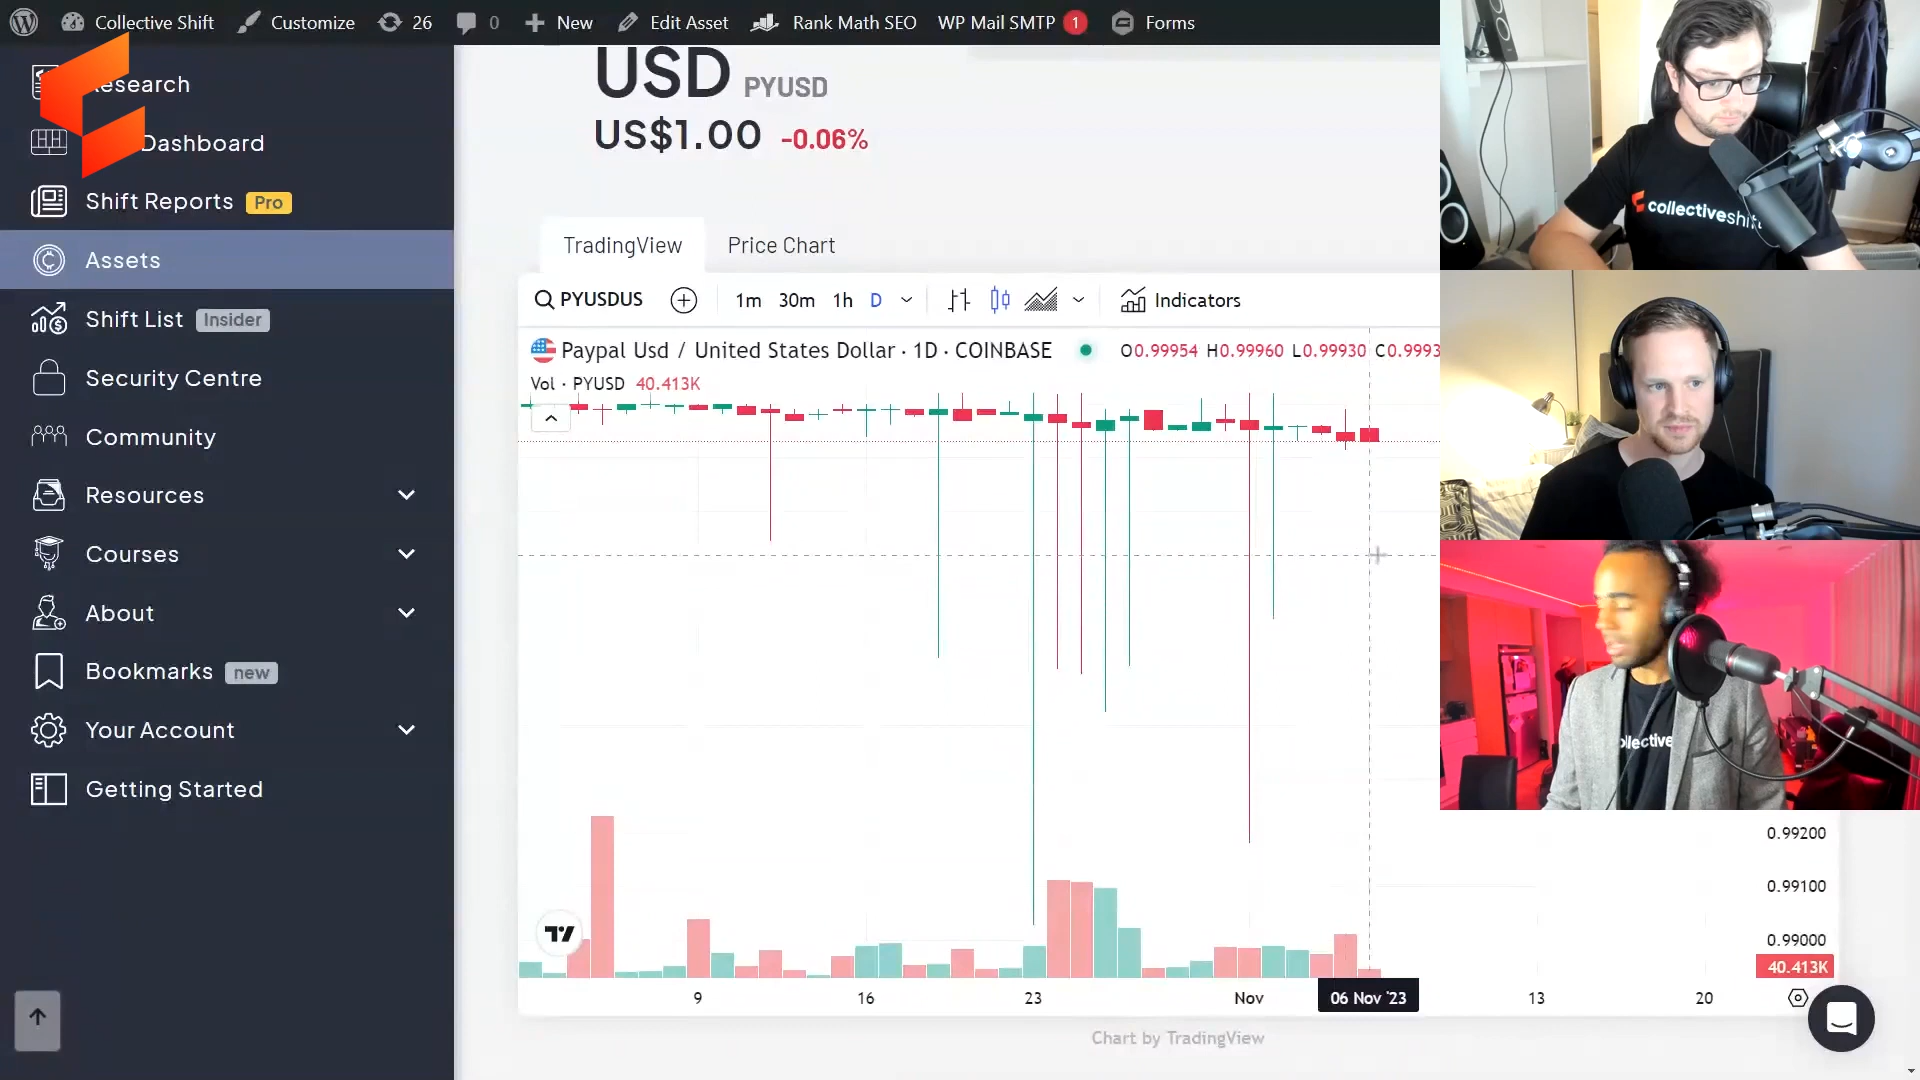 Collective Shift Customize 26 0 New Edit Asset Rank Math SEO WP Mail SMTP 1 Forms
Research
Dashboard
Shift Reports Pro
Assets
Shift List Insider
Security Centre
Community
Resources
Courses
About
Bookmarks new
Your Account
Getting Started
USD PYUSD
US$1.00 -0.06%
TradingView Price Chart
PYUSDUS 1m 30m 1h D Indicators
Paypal Usd / United States Dollar · 1D · COINBASE O0.99954 H0.99960 L0.99930 C0.9993
Vol · PYUSD 40.413K
0.99200
0.99100
0.99000
40.413K
9 16 23 Nov 06 Nov '23 13 20
Chart by TradingView
collectiveshi
ollective